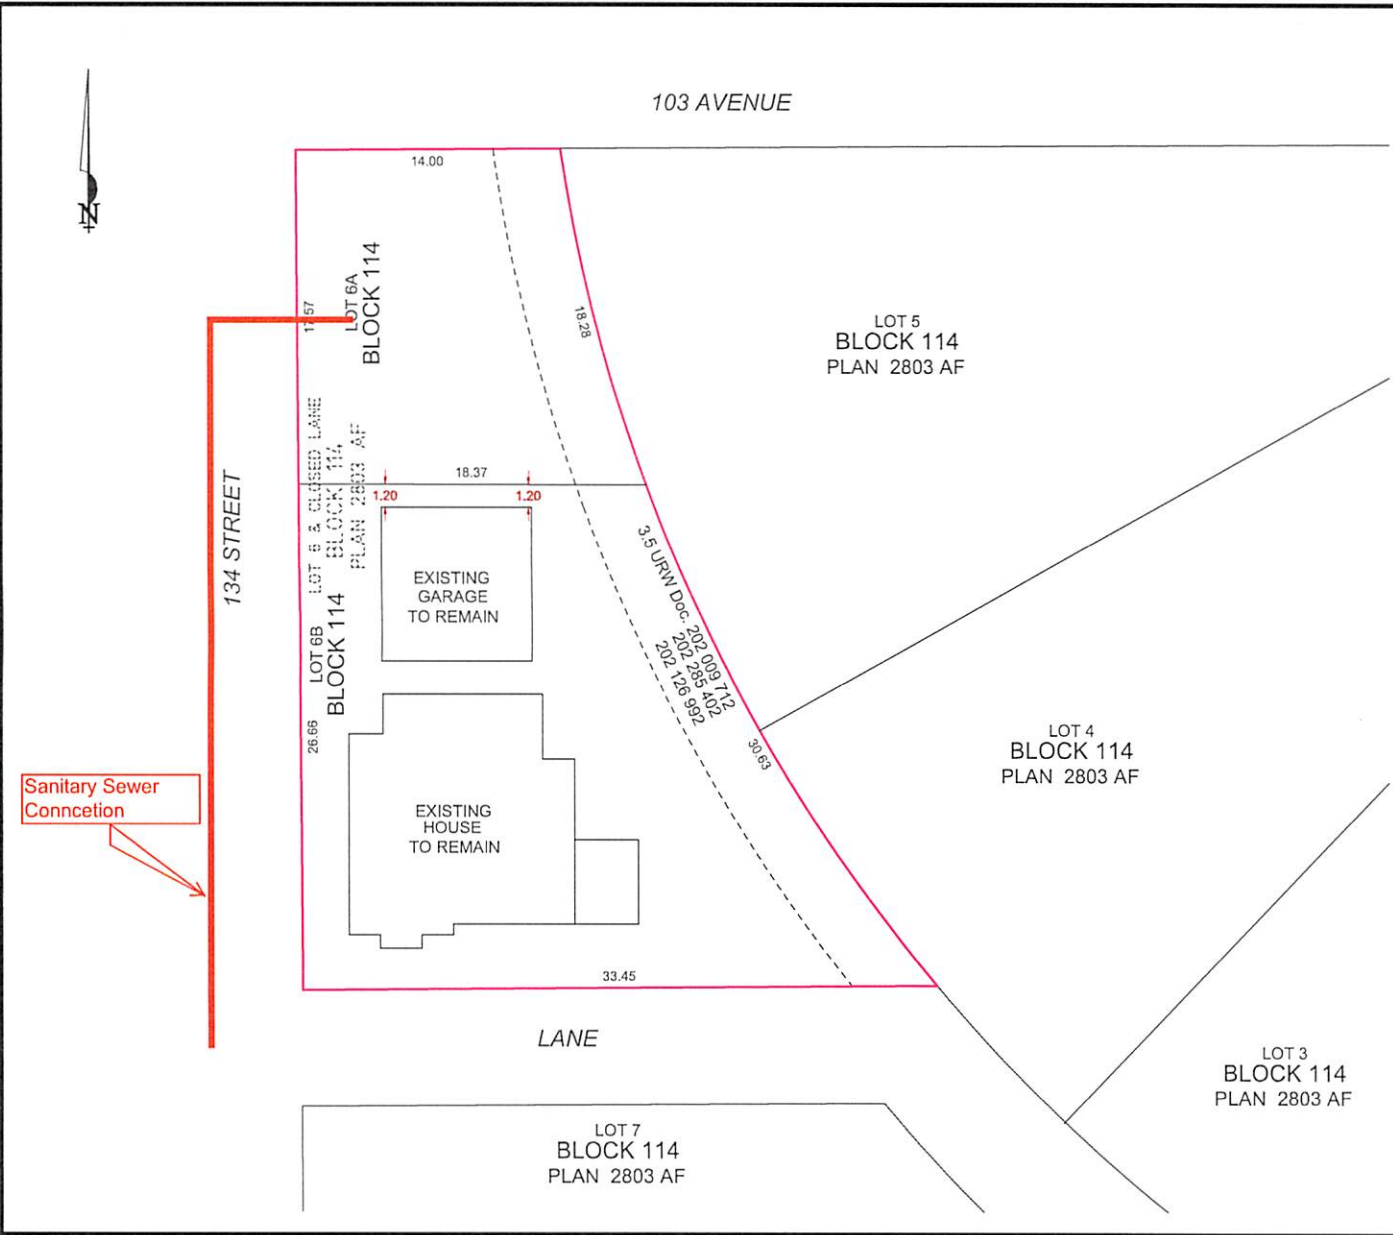 103 AVENUE
N
14.00
17.57
LOT 6A
BLOCK 114
18.28
LOT 5
BLOCK 114
PLAN 2803 AF
LOT 6 & CLOSED LANE
BLOCK 114,
PLAN 2803 AF
18.37
1.20
1.20
134 STREET
EXISTING
GARAGE
TO REMAIN
3.5 URW Doc. 202 009 712
202 285 402
202 126 992
LOT 6B
BLOCK 114
26.66
30.63
LOT 4
BLOCK 114
PLAN 2803 AF
Sanitary Sewer
Conncetion
EXISTING
HOUSE
TO REMAIN
33.45
LANE
LOT 3
BLOCK 114
PLAN 2803 AF
LOT 7
BLOCK 114
PLAN 2803 AF